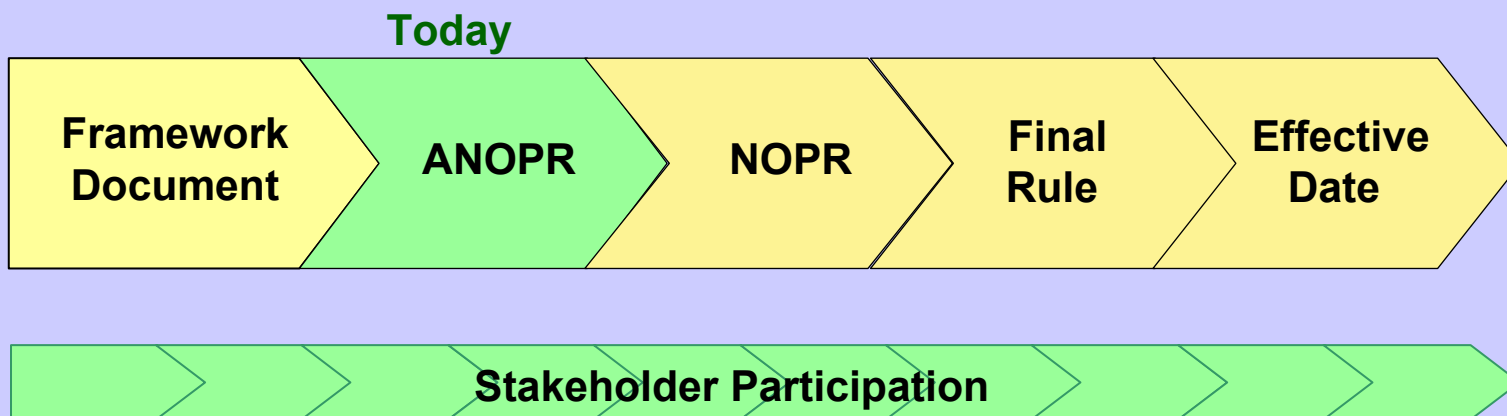 Today
Framework
Document
ANOPR
NOPR
Final
Rule
Effective
Date
Stakeholder Participation